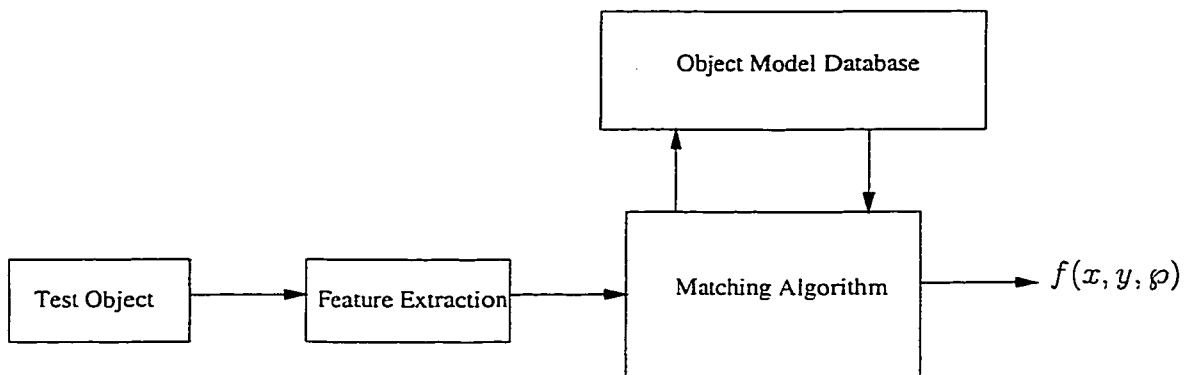 Object Model Database
Test Object
Feature Extraction
Matching Algorithm
f(x, y, ℘)